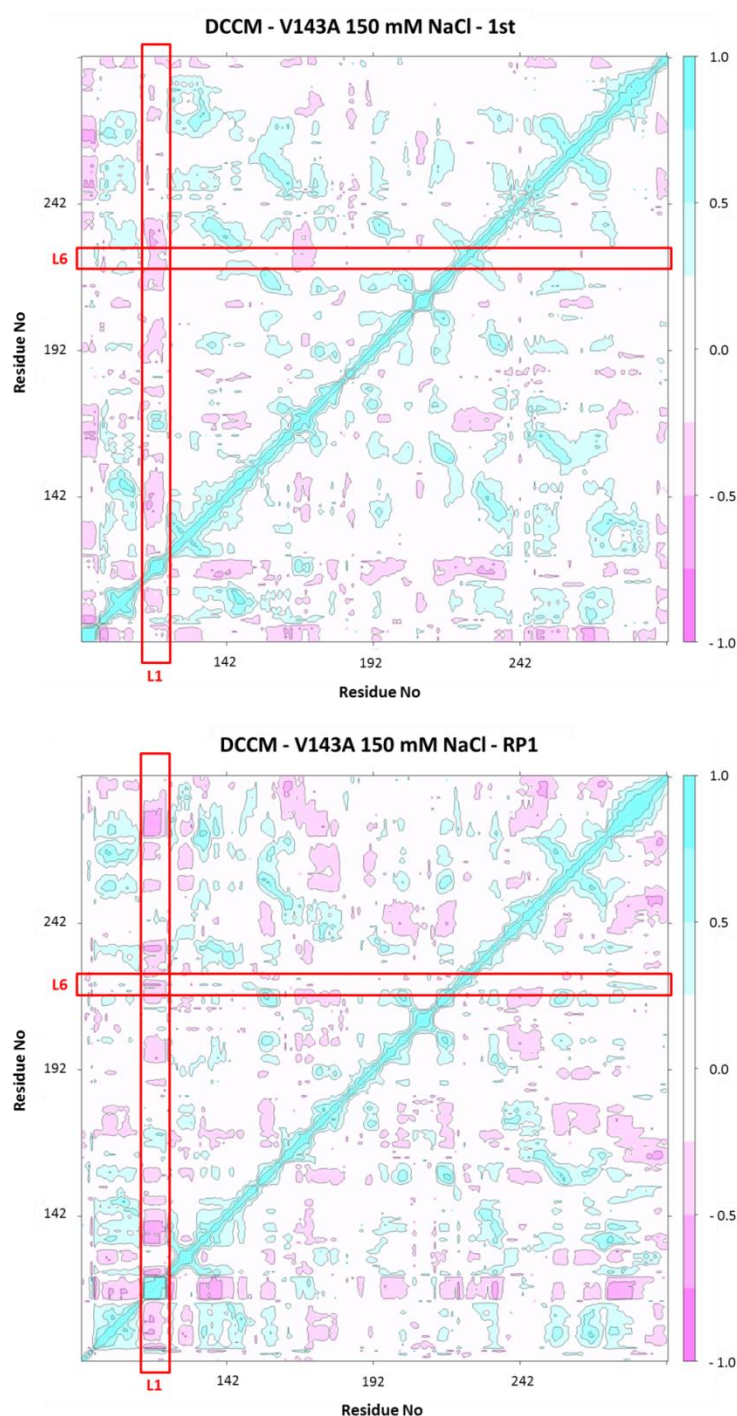 DCCM - V143A 150 mM NaCl - 1st
1.0
242
0.5
L6
Residue No
192
0.0
142
- 0.5
- 1.0
142
192
242
L1
Residue No
DCCM - V143A 150 mM NaCl - RP1
1.0
242
0.5
L6
Residue No
192
0.0
142
- 0.5
- 1.0
142
192
242
L1
Residue No